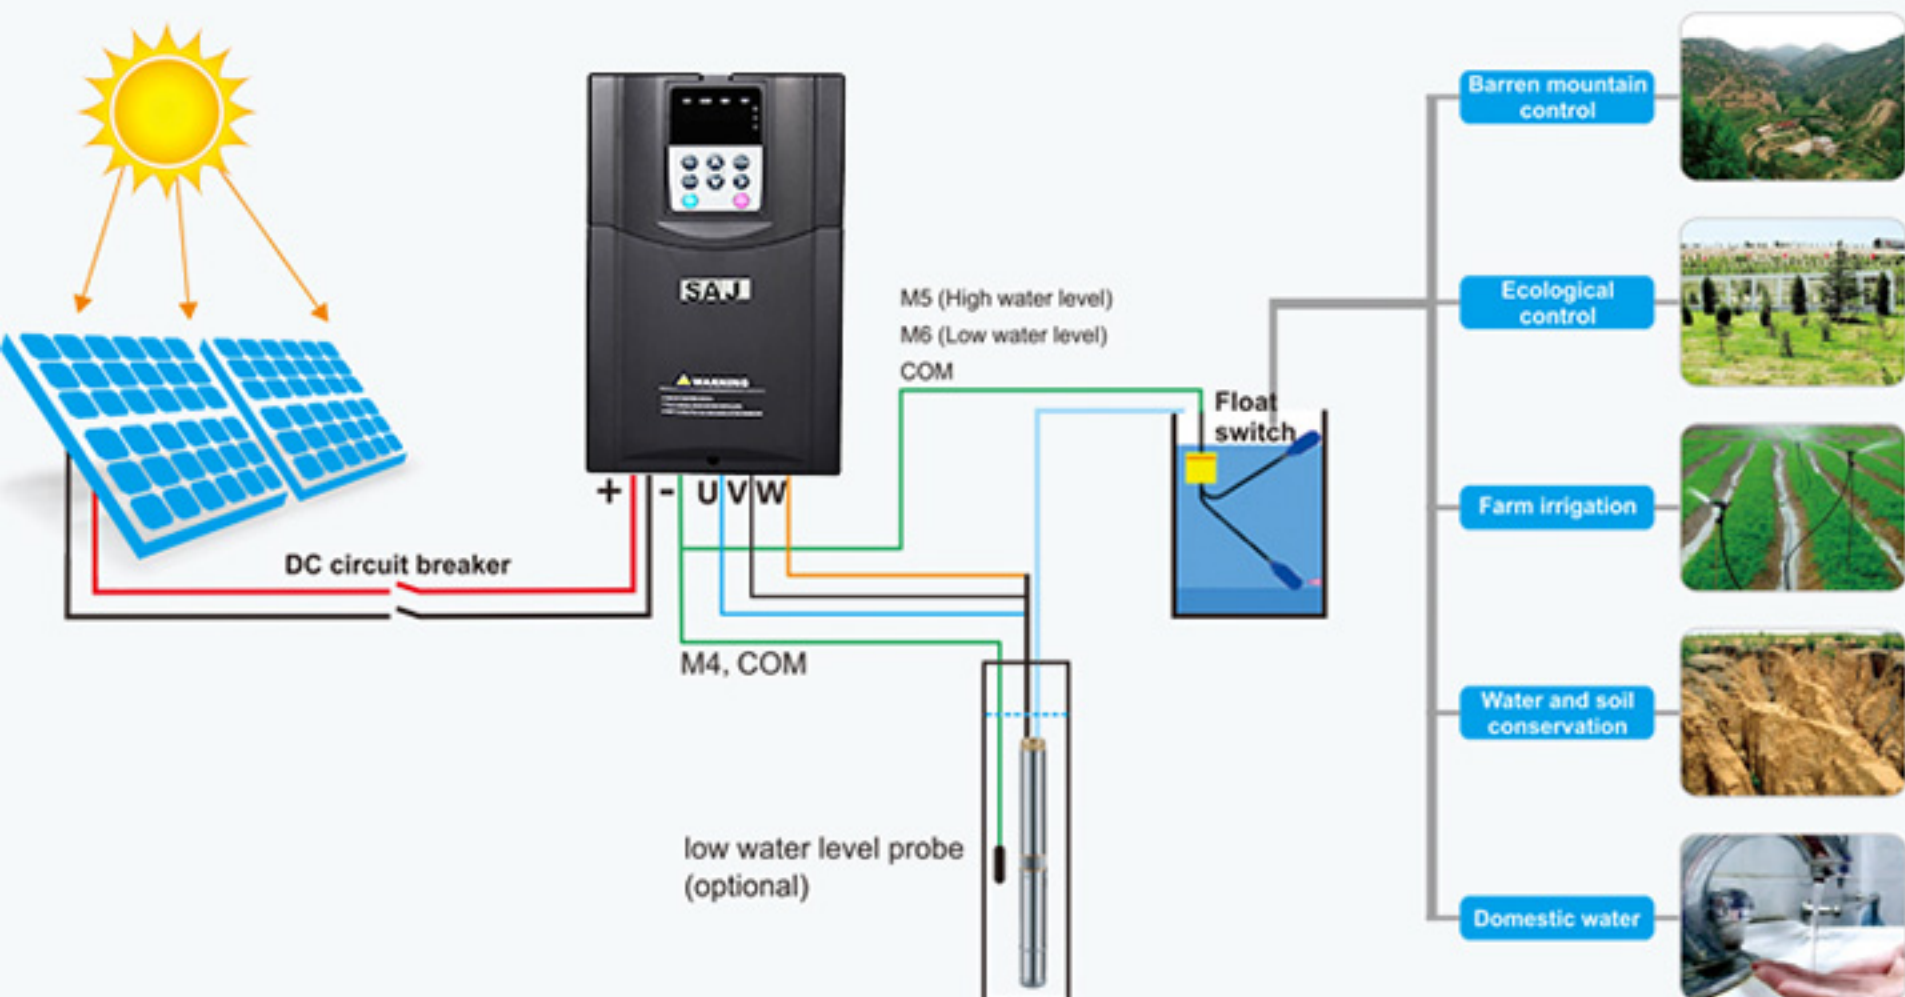 SAJ
WARNING
+
-
U
V
W
DC circuit breaker
M5 (High water level)
M6 (Low water level)
COM
Float
switch
M4, COM
low water level probe
(optional)
Barren mountain
control
Ecological
control
Farm irrigation
Water and soil
conservation
Domestic water